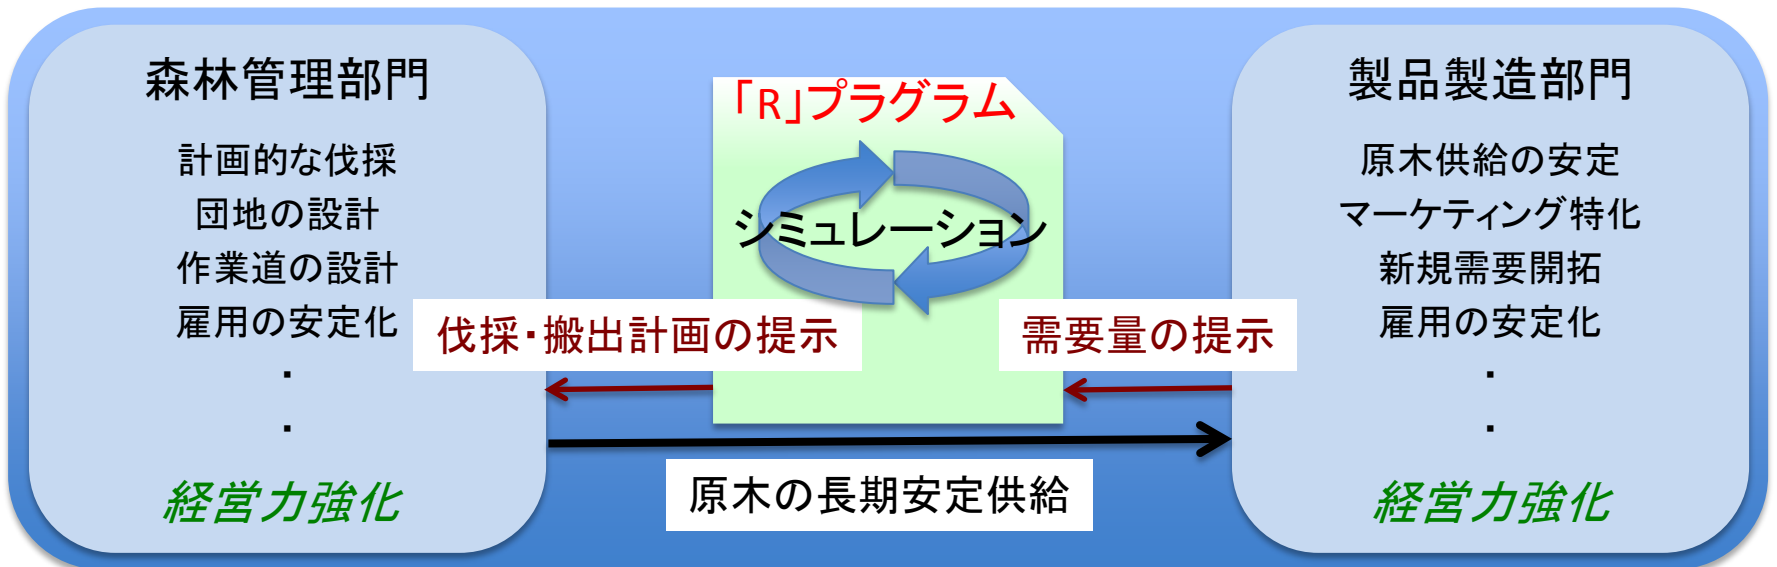 森林管理部門
計画的な伐採
団地の設計
作業道の設計
雇用の安定化
・
・
経営力強化
「R」プラグラム
シミュレーション
伐採・搬出計画の提示
需要量の提示
原木の長期安定供給
製品製造部門
原木供給の安定
マーケティング特化
新規需要開拓
雇用の安定化
・
・
経営力強化